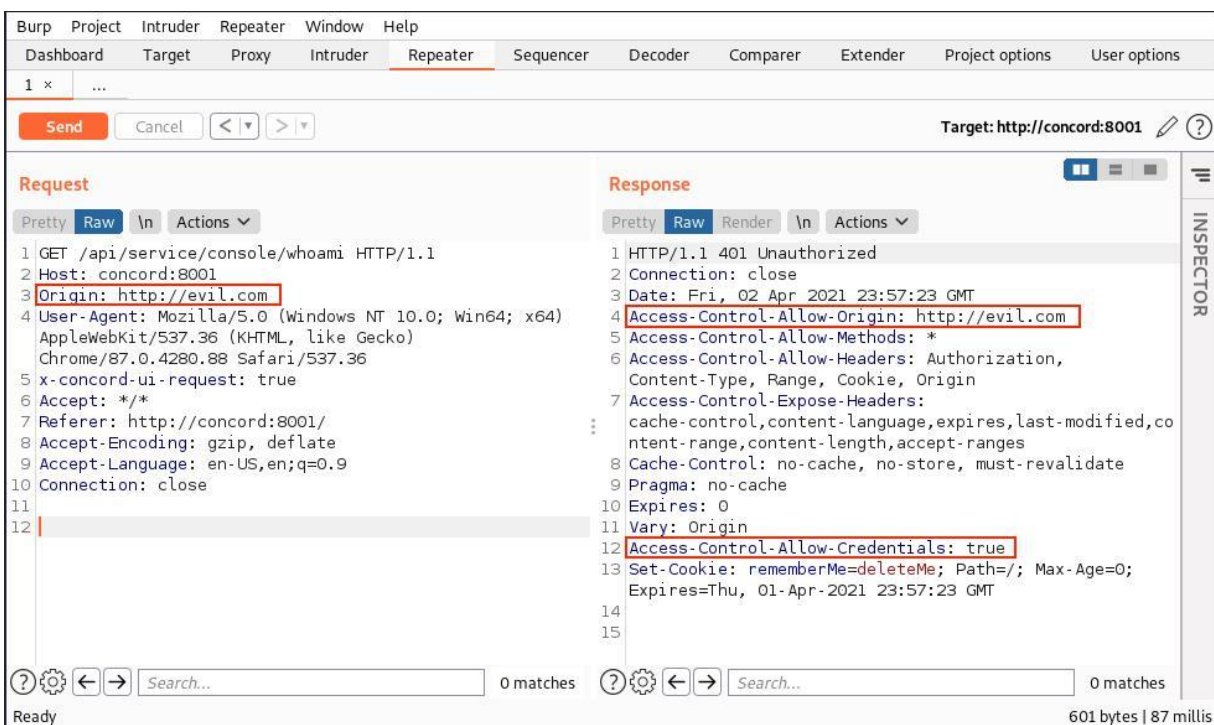 Burp Project Intruder Repeater Window Help
Dashboard Target Proxy Intruder Repeater Sequencer Decoder Comparer Extender Project options User options
1 × ...
Send Cancel < > Target: http://concord:8001 ?
Request
Pretty Raw \n Actions
1 GET /api/service/console/whoami HTTP/1.1
2 Host: concord:8001
3 Origin: http://evil.com
4 User-Agent: Mozilla/5.0 (Windows NT 10.0; Win64; x64)
AppleWebKit/537.36 (KHTML, like Gecko)
Chrome/87.0.4280.88 Safari/537.36
5 x-concord-ui-request: true
6 Accept: */*
7 Referer: http://concord:8001/
8 Accept-Encoding: gzip, deflate
9 Accept-Language: en-US,en;q=0.9
10 Connection: close
11
12
? Search... 0 matches
Response
Pretty Raw Render \n Actions
1 HTTP/1.1 401 Unauthorized
2 Connection: close
3 Date: Fri, 02 Apr 2021 23:57:23 GMT
4 Access-Control-Allow-Origin: http://evil.com
5 Access-Control-Allow-Methods: *
6 Access-Control-Allow-Headers: Authorization,
Content-Type, Range, Cookie, Origin
7 Access-Control-Expose-Headers:
cache-control,content-language,expires,last-modified,co
ntent-range,content-length,accept-ranges
8 Cache-Control: no-cache, no-store, must-revalidate
9 Pragma: no-cache
10 Expires: 0
11 Vary: Origin
12 Access-Control-Allow-Credentials: true
13 Set-Cookie: rememberMe=deleteMe; Path=/; Max-Age=0;
Expires=Thu, 01-Apr-2021 23:57:23 GMT
14
15
? Search... 0 matches
INSPECTOR
Ready 601 bytes | 87 millis